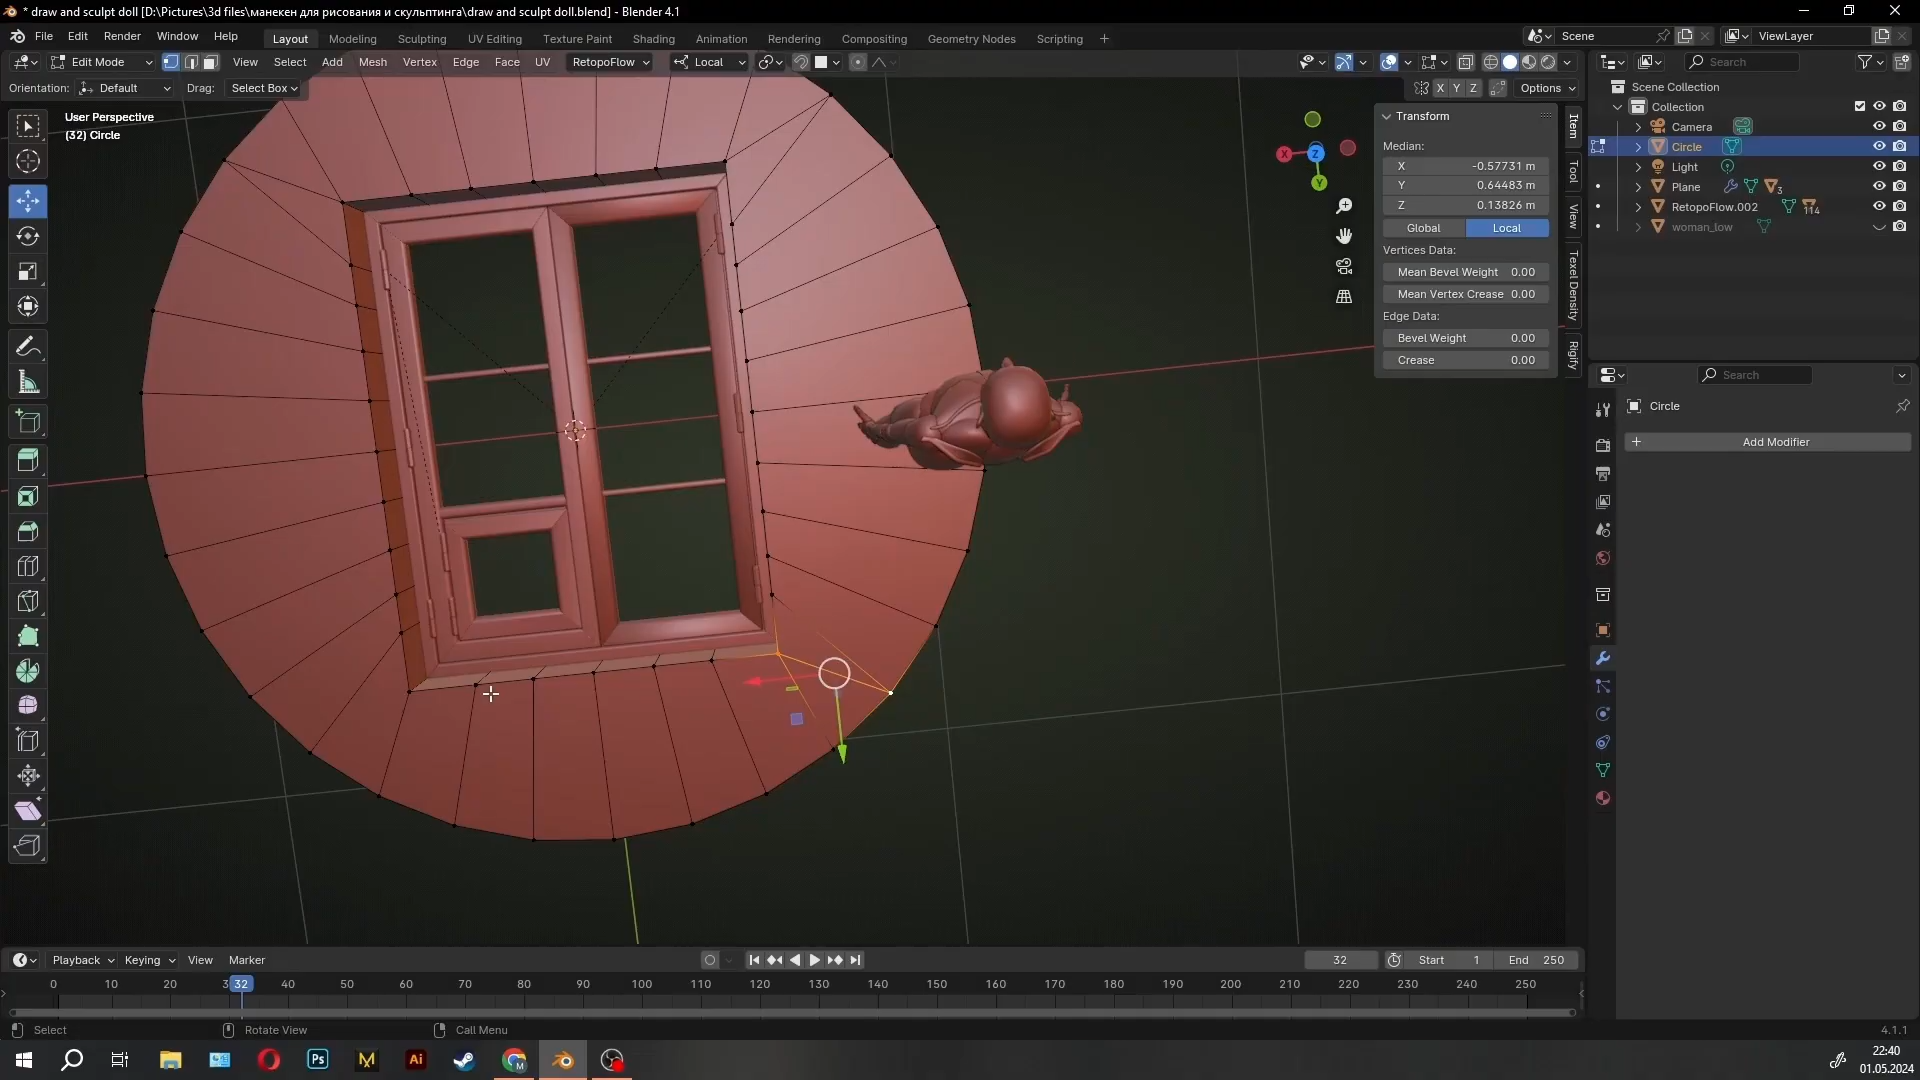 * draw and sculpt doll [D:\Pictures\3d files\манекен для рисования и скульптинга\draw and sculpt doll.blend] - Blender 4.1
File Edit Render Window Help Layout Modeling Sculpting UV Editing Texture Paint Shading Animation Rendering Compositing Geometry Nodes Scripting + Scene ViewLayer
Edit Mode View Select Add Mesh Vertex Edge Face UV RetopoFlow Local Search
Orientation: Default Drag: Select Box X Y Z Options
Scene Collection
Collection
Camera
Circle
Light
Plane 3
RetopoFlow.002 114
woman_low
User Perspective
(32) Circle
X Z Y
Transform
Median:
X -0.57731 m
Y 0.64483 m
Z 0.13826 m
Global Local
Vertices Data:
Mean Bevel Weight 0.00
Mean Vertex Crease 0.00
Edge Data:
Bevel Weight 0.00
Crease 0.00
Item
Tool
View
Texel Density
Rigify
Search
Circle
+ Add Modifier
Playback Keying View Marker 32 Start 1 End 250
0 10 20 3 32 40 50 60 70 80 90 100 110 120 130 140 150 160 170 180 190 200 210 220 230 240 250
Select Rotate View Call Menu 4.1.1
Ps Ai M
22:40
01.05.2024